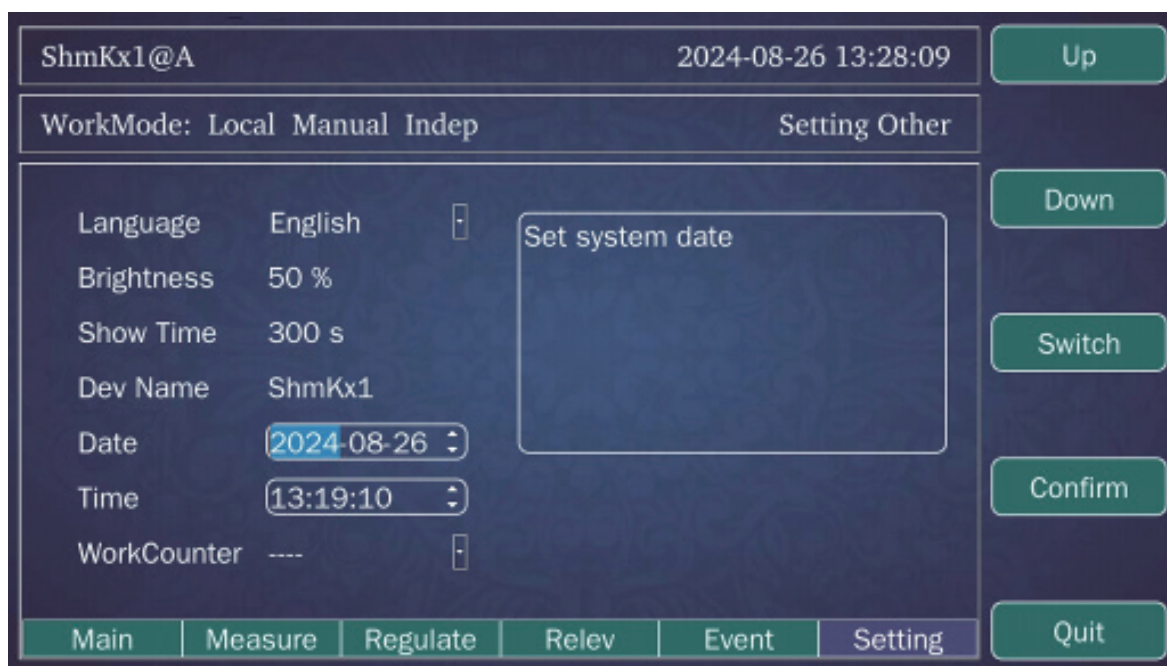 ShmKx1@A 2024-08-26 13:28:09
Up
WorkMode: Local Manual Indep Setting Other
Down
Language English
Set system date
Brightness 50 %
Show Time 300 s
Switch
Dev Name ShmKx1
Date 2024-08-26
Time 13:19:10
Confirm
WorkCounter ----
Main Measure Regulate Relev Event Setting
Quit